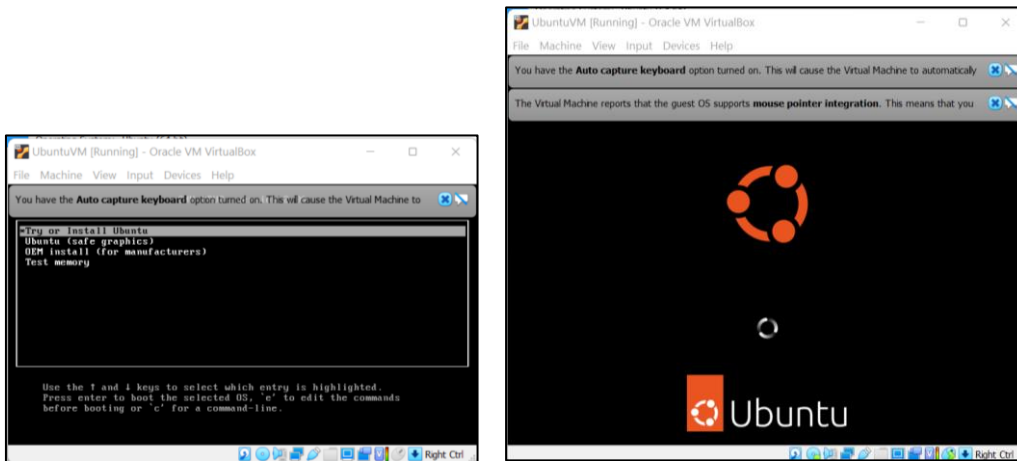 UbuntuVM [Running] - Oracle VM VirtualBox
File Machine View Input Devices Help
You have the Auto capture keyboard option turned on. This will cause the Virtual Machine to
*Try or Install Ubuntu
Ubuntu (safe graphics)
OEM install (for manufacturers)
Test memory
Use the ↑ and ↓ keys to select which entry is highlighted.
Press enter to boot the selected OS, `e' to edit the commands
before booting or `c' for a command-line.
Right Ctrl
UbuntuVM [Running] - Oracle VM VirtualBox
File Machine View Input Devices Help
You have the Auto capture keyboard option turned on. This will cause the Virtual Machine to automatically
The Virtual Machine reports that the guest OS supports mouse pointer integration. This means that you
Ubuntu
Right Ctrl